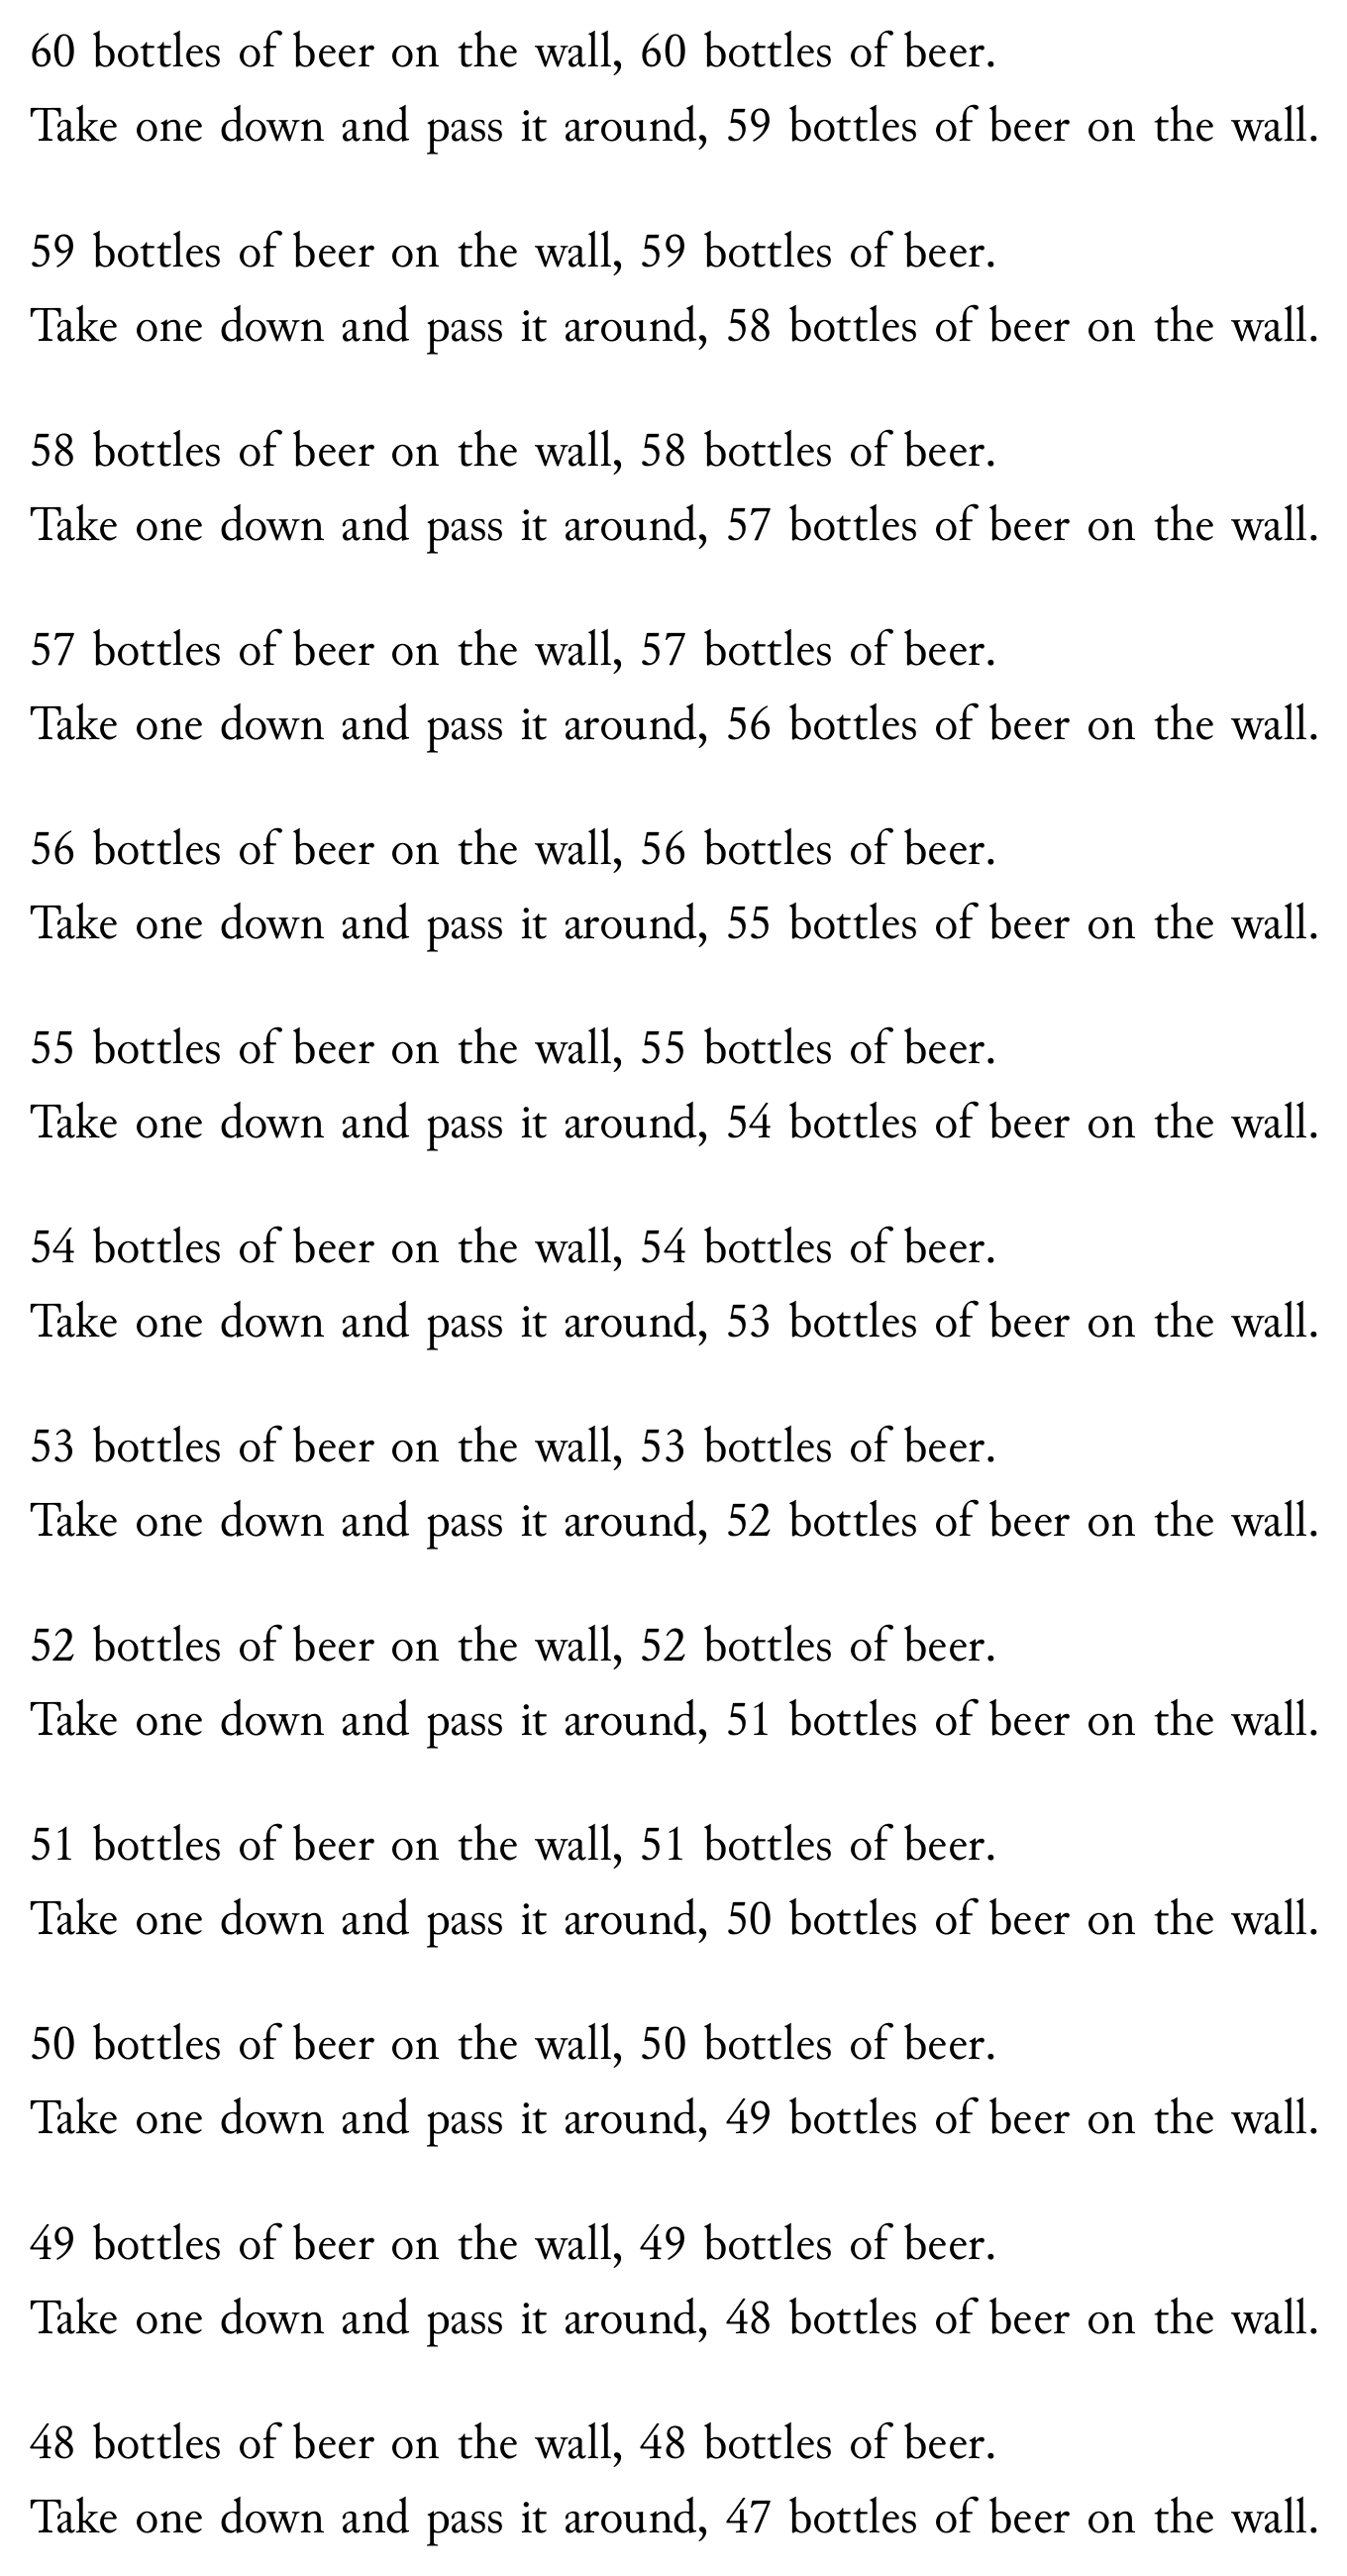 60 bottles of beer on the wall, 60 bottles of beer.
Take one down and pass it around, 59 bottles of beer on the wall.

59 bottles of beer on the wall, 59 bottles of beer.
Take one down and pass it around, 58 bottles of beer on the wall.

58 bottles of beer on the wall, 58 bottles of beer.
Take one down and pass it around, 57 bottles of beer on the wall.

57 bottles of beer on the wall, 57 bottles of beer.
Take one down and pass it around, 56 bottles of beer on the wall.

56 bottles of beer on the wall, 56 bottles of beer.
Take one down and pass it around, 55 bottles of beer on the wall.

55 bottles of beer on the wall, 55 bottles of beer.
Take one down and pass it around, 54 bottles of beer on the wall.

54 bottles of beer on the wall, 54 bottles of beer.
Take one down and pass it around, 53 bottles of beer on the wall.

53 bottles of beer on the wall, 53 bottles of beer.
Take one down and pass it around, 52 bottles of beer on the wall.

52 bottles of beer on the wall, 52 bottles of beer.
Take one down and pass it around, 51 bottles of beer on the wall.

51 bottles of beer on the wall, 51 bottles of beer.
Take one down and pass it around, 50 bottles of beer on the wall.

50 bottles of beer on the wall, 50 bottles of beer.
Take one down and pass it around, 49 bottles of beer on the wall.

49 bottles of beer on the wall, 49 bottles of beer.
Take one down and pass it around, 48 bottles of beer on the wall.

48 bottles of beer on the wall, 48 bottles of beer.
Take one down and pass it around, 47 bottles of beer on the wall.